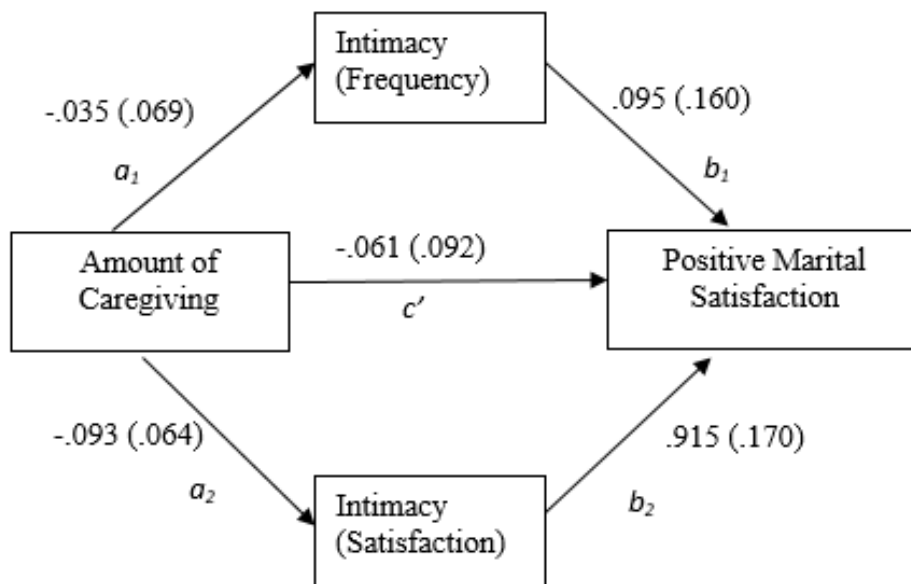 Intimacy
(Frequency)
-.035 (.069)
.095 (.160)
a₁
b₁
Amount of
Caregiving
-.061 (.092)
c'
Positive Marital
Satisfaction
-.093 (.064)
.915 (.170)
a₂
b₂
Intimacy
(Satisfaction)